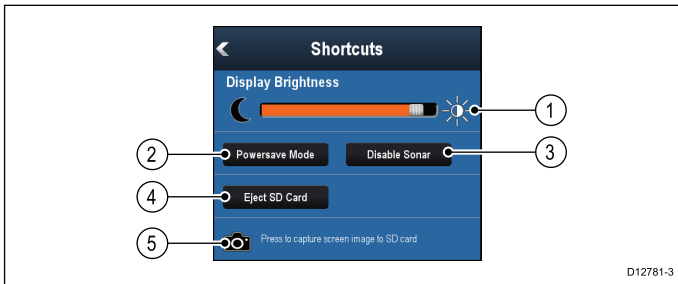 Shortcuts
Display Brightness
1
2
Powersave Mode
Disable Sonar
3
4
Eject SD Card
5
Press to capture screen image to SD card
D12781-3